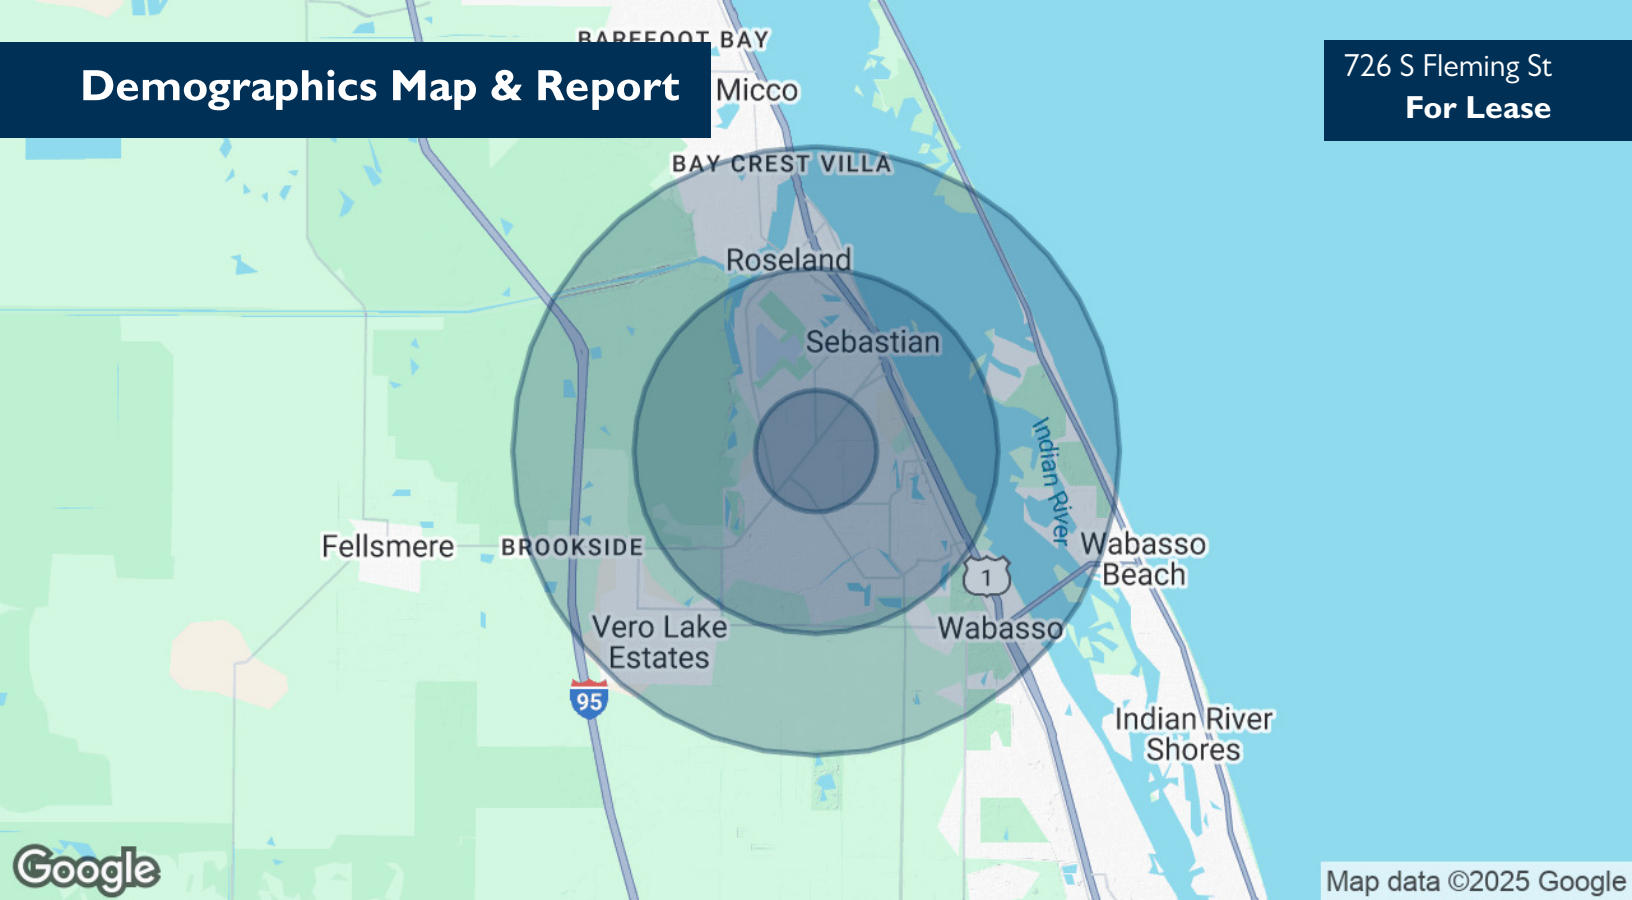 BAREFOOT BAY
Demographics Map & Report
Micco
726 S Fleming St
For Lease
BAY CREST VILLA
Roseland
Sebastian
Indian River
Fellsmere
BROOKSIDE
Wabasso
Beach
1
Vero Lake
Estates
Wabasso
95
Indian River
Shores
Google
Map data ©2025 Google